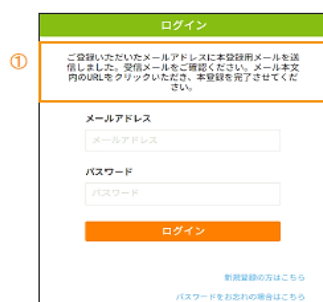 ログイン
①
ご登録いただいたメールアドレスに本登録用メールを送
信しました。受信メールをご確認ください。メール本文
内のURLをクリックいただき、本登録を完了させてくだ
さい。
メールアドレス
メールアドレス
パスワード
パスワード
ログイン
新規登録の方はこちら
パスワードをお忘れの場合はこちら